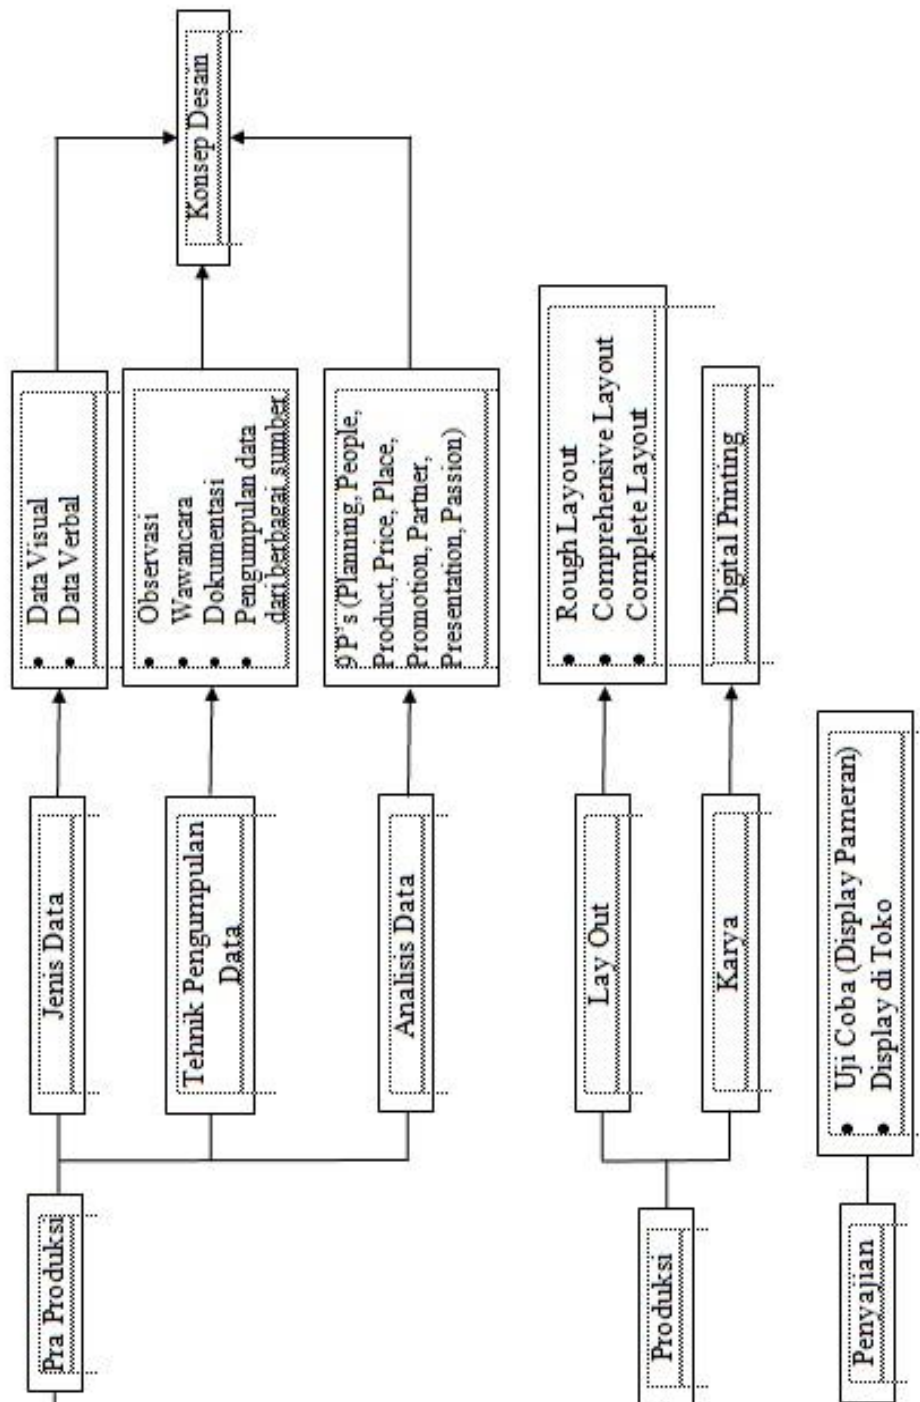 Pra Produksi
Jenis Data
• Data Visual
• Data Verbal
Tehnik Pengumpulan
Data
• Observasi
• Wawancara
• Dokumentasi
• Pengumpulan data
dari berbagai sumber
Analisis Data
9 P's (Planning, People,
Product, Price, Place,
Promotion, Partner,
Presentation, Passion)
Konsep Desain
Produksi
Lay Out
• Rough Layout
• Comprehensive Layout
• Complete Layout
Karya
Digital Printing
Penyajian
• Uji Coba (Display Pameran)
• Display di Toko